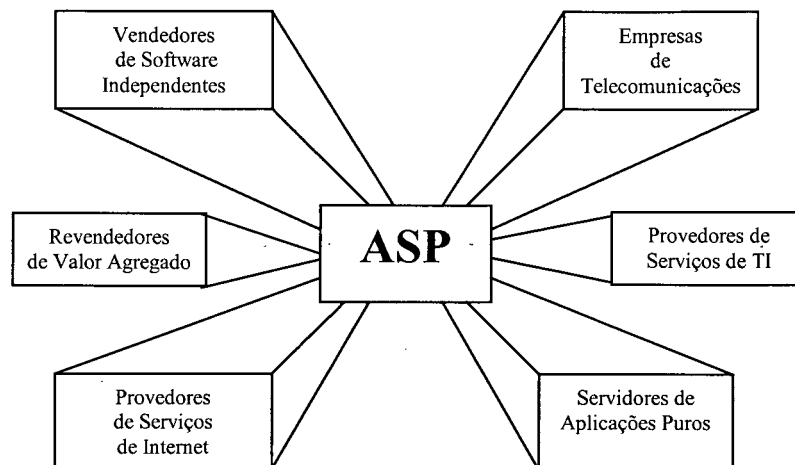 Vendedores
de Software
Independentes
Empresas
de
Telecomunicações
Revendedores
de Valor Agregado
ASP
Provedores de
Serviços de TI
Provedores
de Serviços
de Internet
Servidores de
Aplicações Puros